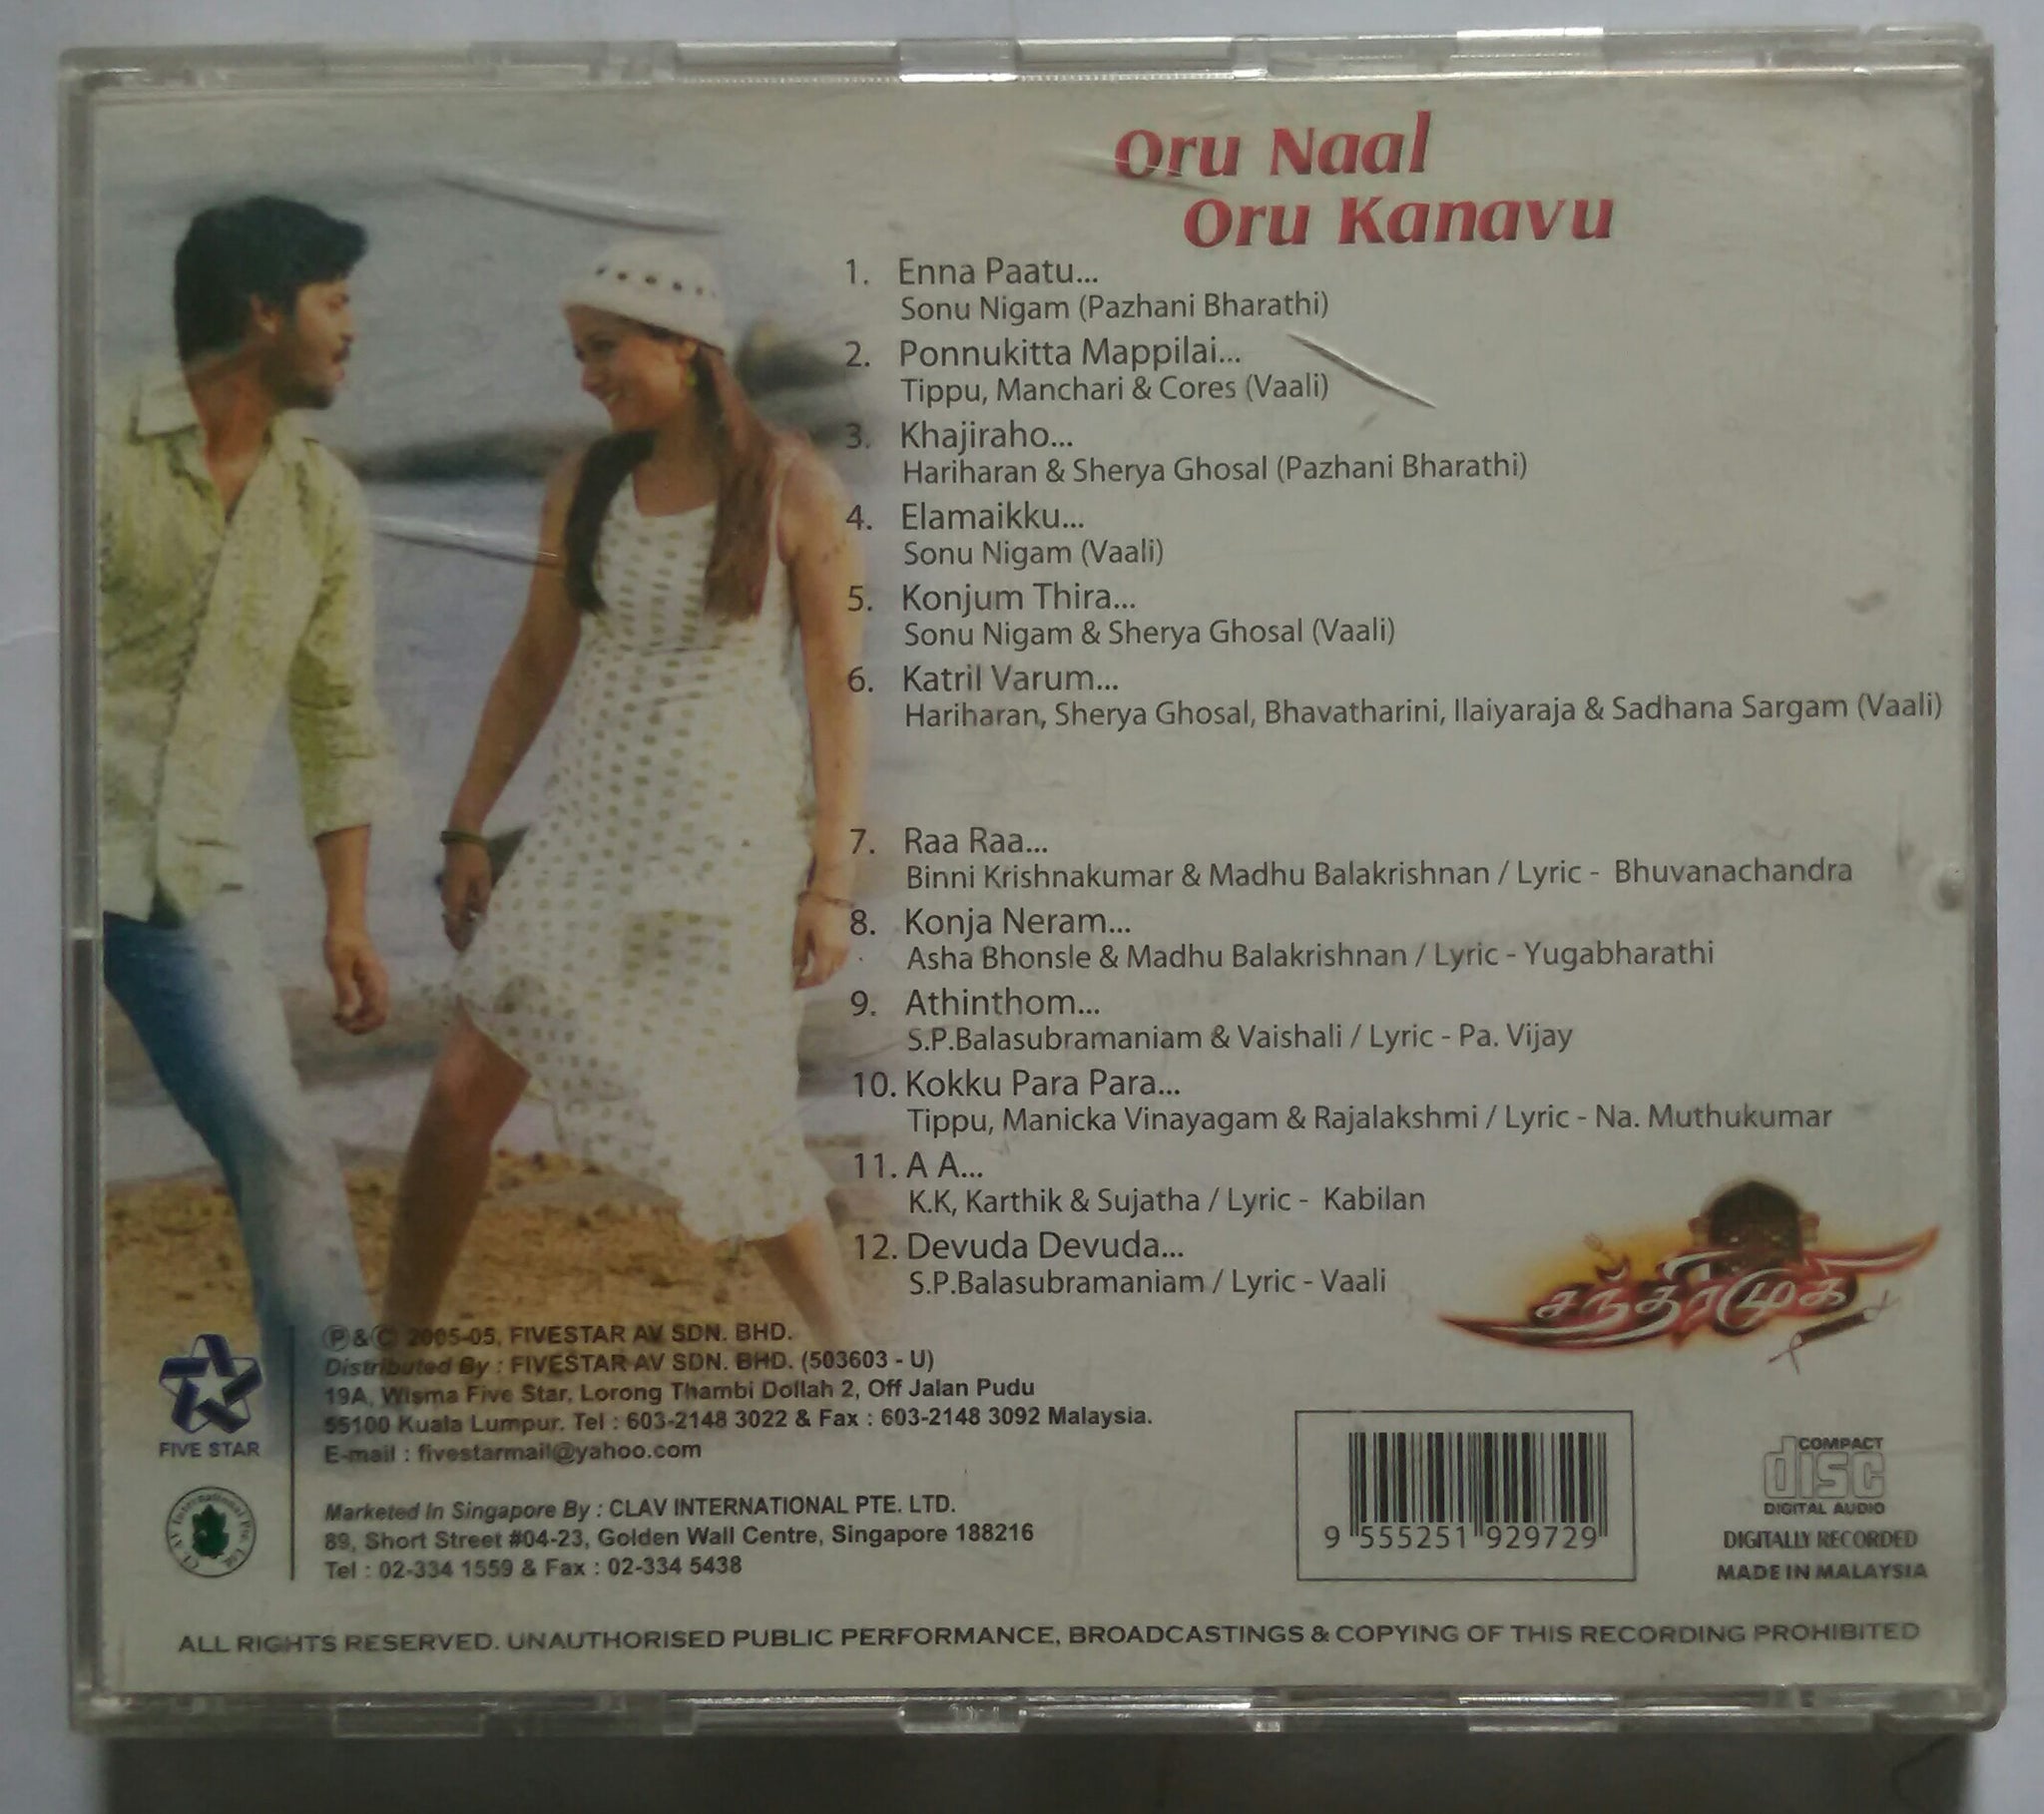 Oru Naal
Oru Kanavu
1. Enna Paatu...
Sonu Nigam (Pazhani Bharathi)
2. Ponnukitta Mappilai...
Tippu, Manchari & Cores (Vaali)
3. Khajiraho...
Hariharan & Sherya Ghosal (Pazhani Bharathi)
4. Elamaikku...
Sonu Nigam (Vaali)
5. Konjum Thira...
Sonu Nigam & Sherya Ghosal (Vaali)
6. Katril Varum...
Hariharan, Sherya Ghosal, Bhavatharini, Ilaiyaraja & Sadhana Sargam (Vaali)
7. Raa Raa...
Binni Krishnakumar & Madhu Balakrishnan / Lyric - Bhuvanachandra
8. Konja Neram...
Asha Bhonsle & Madhu Balakrishnan / Lyric - Yugabharathi
9. Athinthom...
S.P.Balasubramaniam & Vaishali / Lyric - Pa. Vijay
10. Kokku Para Para...
Tippu, Manicka Vinayagam & Rajalakshmi / Lyric - Na. Muthukumar
11. A A...
K.K, Karthik & Sujatha / Lyric - Kabilan
12. Devuda Devuda...
S.P.Balasubramaniam / Lyric - Vaali
சந்திரமுகி
FIVE STAR
℗ & © 2005-05, FIVESTAR AV SDN. BHD.
Distributed By : FIVESTAR AV SDN. BHD. (503603 - U)
19A, Wisma Five Star, Lorong Thambi Dollah 2, Off Jalan Pudu
55100 Kuala Lumpur. Tel : 603-2148 3022 & Fax : 603-2148 3092 Malaysia.
E-mail : fivestarmail@yahoo.com
CLAV International Pte. Ltd.
Marketed In Singapore By : CLAV INTERNATIONAL PTE. LTD.
89, Short Street #04-23, Golden Wall Centre, Singapore 188216
Tel : 02-334 1559 & Fax : 02-334 5438
9 555251 929729
COMPACT
disc
DIGITAL AUDIO
DIGITALLY RECORDED
MADE IN MALAYSIA
ALL RIGHTS RESERVED. UNAUTHORISED PUBLIC PERFORMANCE, BROADCASTINGS & COPYING OF THIS RECORDING PROHIBITED